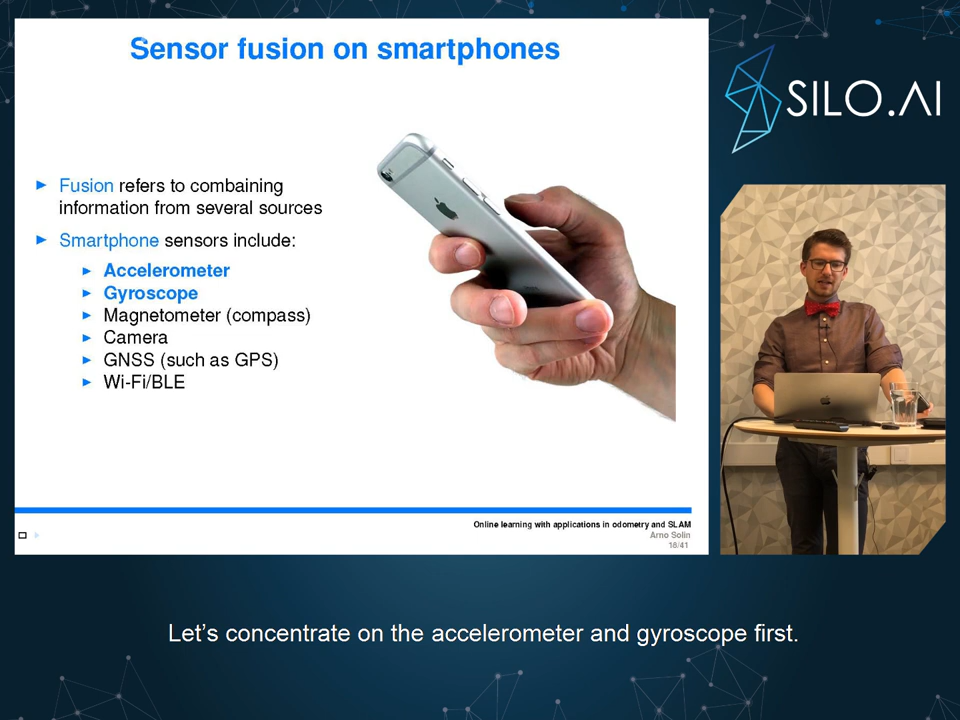 Sensor fusion on smartphones
SILO.AI
Fusion refers to combaining
information from several sources
Smartphone sensors include:
Accelerometer
Gyroscope
Magnetometer (compass)
Camera
GNSS (such as GPS)
Wi-Fi/BLE
Online learning with applications in odometry and SLAM
Arno Solin
16/41
Let's concentrate on the accelerometer and gyroscope first.